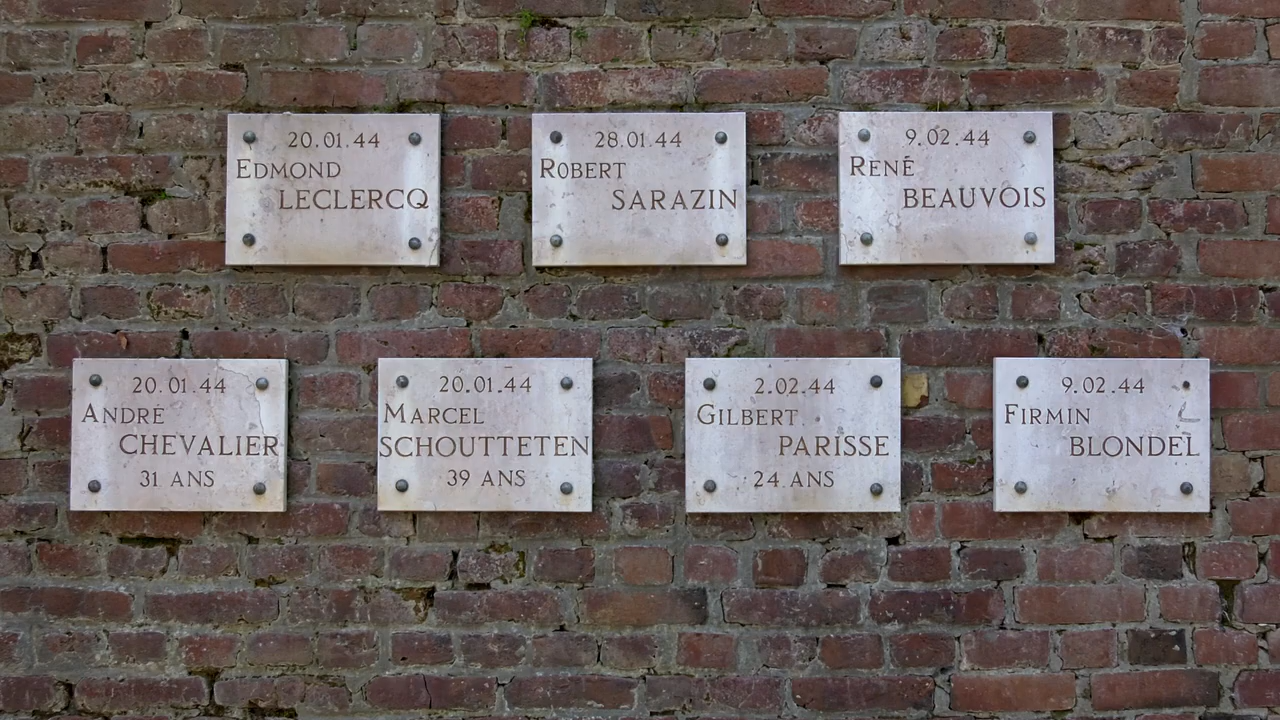 20.01.44
EDMOND
LECLERCQ
28.01.44
ROBERT
SARAZIN
9.02.44
RENÉ
BEAUVOIS
20.01.44
ANDRÉ
CHEVALIER
31 ANS
20.01.44
MARCEL
SCHOUTTETEN
39 ANS
2.02.44
GILBERT
PARISSE
24 ANS
9.02.44
FIRMIN
BLONDEL